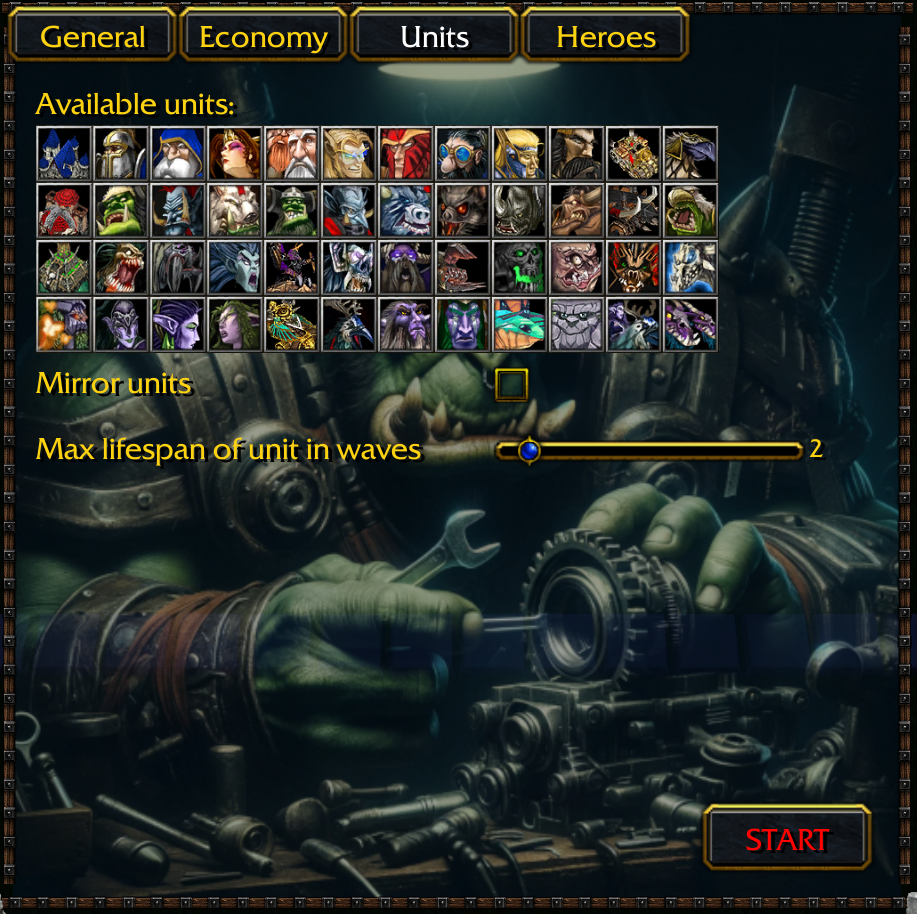 General Economy Units Heroes
Available units:
Mirror units
Max lifespan of unit in waves 2
START